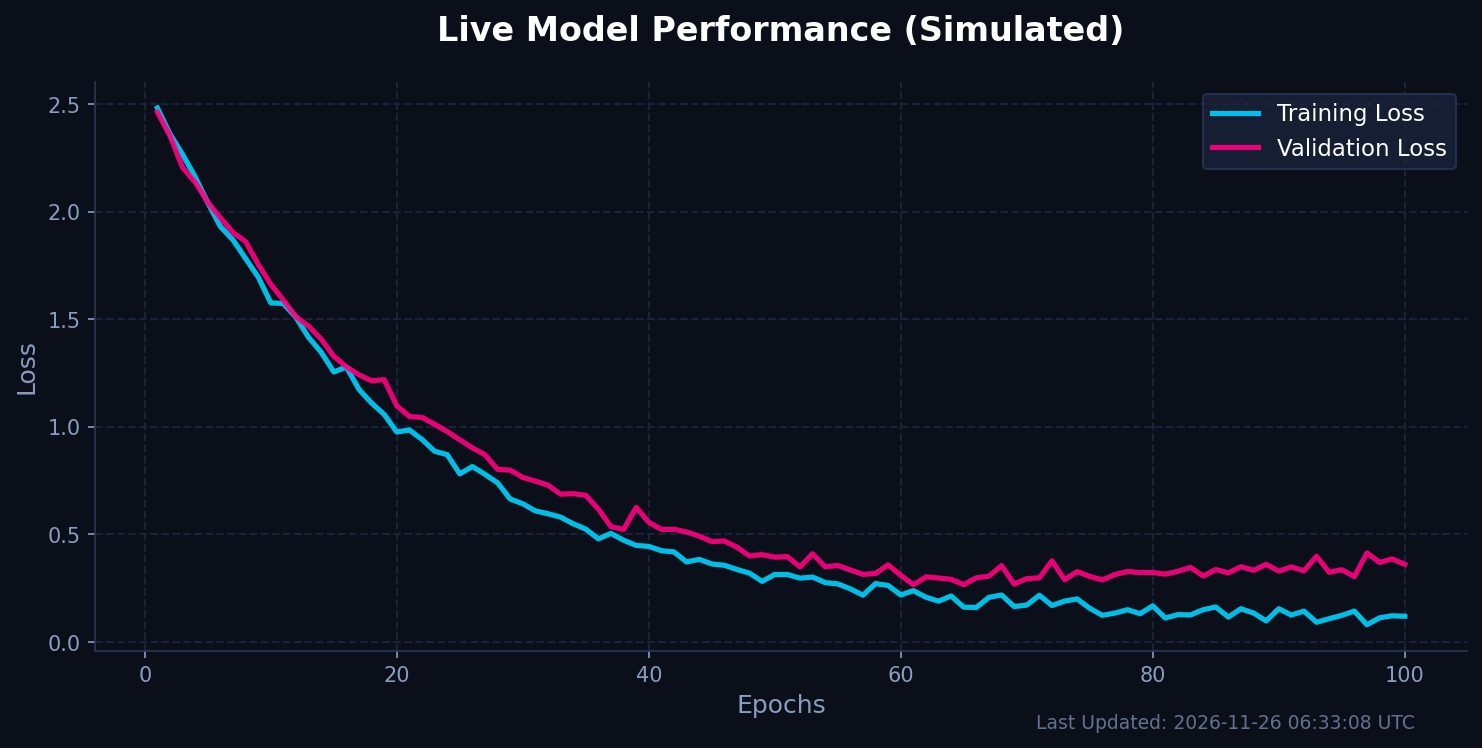 Live Model Performance (Simulated)
Training Loss
Validation Loss
Loss
2.5
2.0
1.5
1.0
0.5
0.0
0 20 40 60 80 100
Epochs
Last Updated: 2026-11-26 06:33:08 UTC